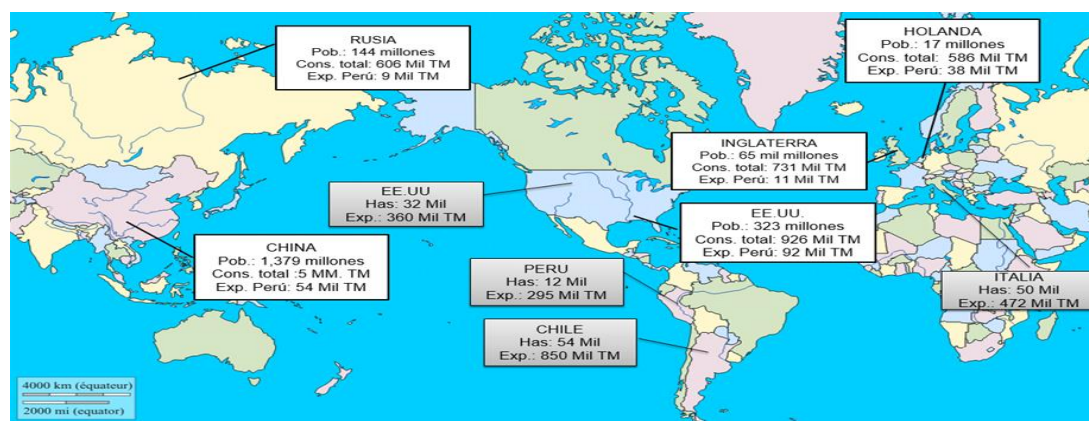 RUSIA
Pob.: 144 millones
Cons. total: 606 Mil TM
Exp. Perú: 9 Mil TM
HOLANDA
Pob.: 17 millones
Cons. total:  586 Mil TM
Exp. Perú: 38 Mil TM
INGLATERRA
Pob.: 65 mil millones
Cons. total: 731 Mil TM
Exp. Perú: 11 Mil TM
EE.UU
Has: 32 Mil
Exp.: 360 Mil TM
EE.UU.
Pob.: 323 millones
Cons. total: 926 Mil TM
Exp. Perú: 92 Mil TM
CHINA
Pob.: 1,379 millones
Cons. total :5 MM. TM
Exp. Perú: 54 Mil TM
PERU
Has: 12 Mil
Exp.: 295 Mil TM
ITALIA
Has: 50 Mil
Exp.: 472 Mil TM
CHILE
Has: 54 Mil
Exp.: 850 Mil TM
4000 km (équateur)
2000 mi (equator)